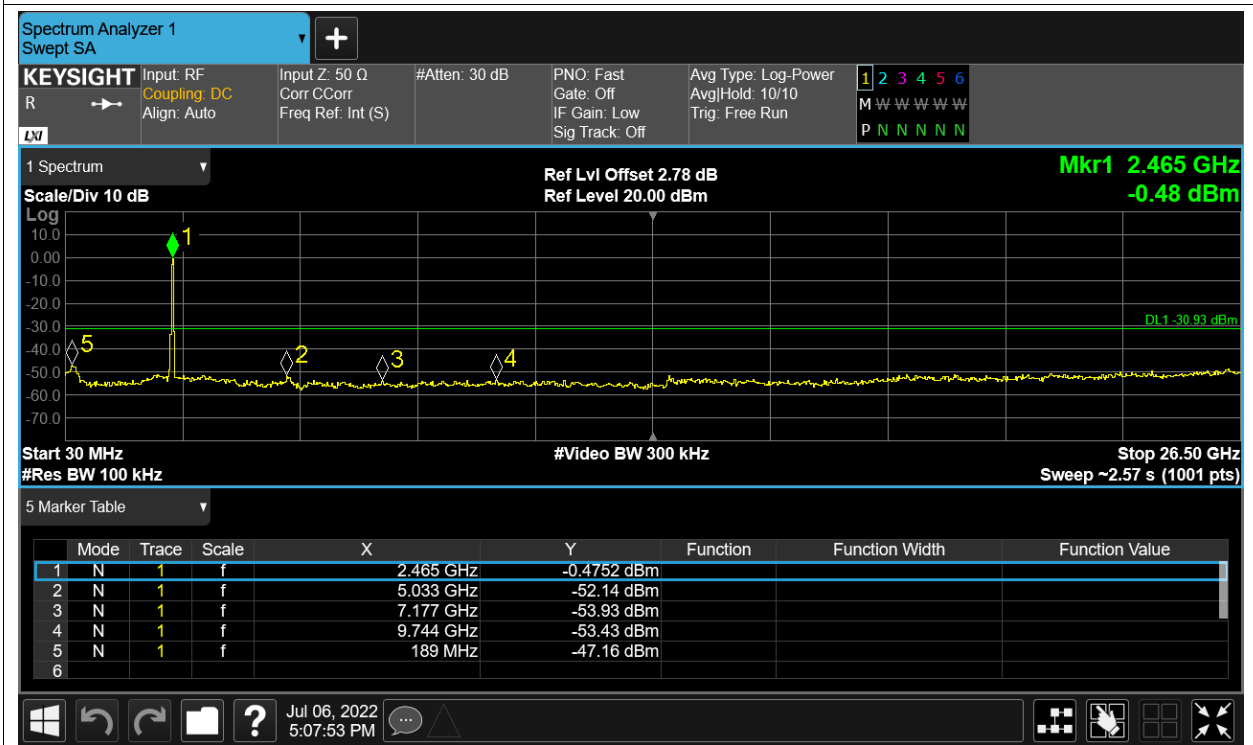 Spectrum Analyzer 1
Swept SA
+
KEYSIGHT
R
LXI
Input: RF
Coupling: DC
Align: Auto
Input Z: 50 Ω
Corr CCorr
Freq Ref: Int (S)
#Atten: 30 dB
PNO: Fast
Gate: Off
IF Gain: Low
Sig Track: Off
Avg Type: Log-Power
Avg|Hold: 10/10
Trig: Free Run
1 2 3 4 5 6
M W W W W W
P N N N N N
1 Spectrum
Ref Lvl Offset 2.78 dB
Mkr1 2.465 GHz
Scale/Div 10 dB
Ref Level 20.00 dBm
-0.48 dBm
Log
10.0
0.00
-10.0
-20.0
-30.0
-40.0
-50.0
-60.0
-70.0
1
DL1 -30.93 dBm
5
2
3
4
Start 30 MHz
#Video BW 300 kHz
Stop 26.50 GHz
#Res BW 100 kHz
Sweep ~2.57 s (1001 pts)
5 Marker Table
Mode Trace Scale X Y Function Function Width Function Value
1 N 1 f 2.465 GHz -0.4752 dBm
2 N 1 f 5.033 GHz -52.14 dBm
3 N 1 f 7.177 GHz -53.93 dBm
4 N 1 f 9.744 GHz -53.43 dBm
5 N 1 f 189 MHz -47.16 dBm
6
?
Jul 06, 2022
5:07:53 PM